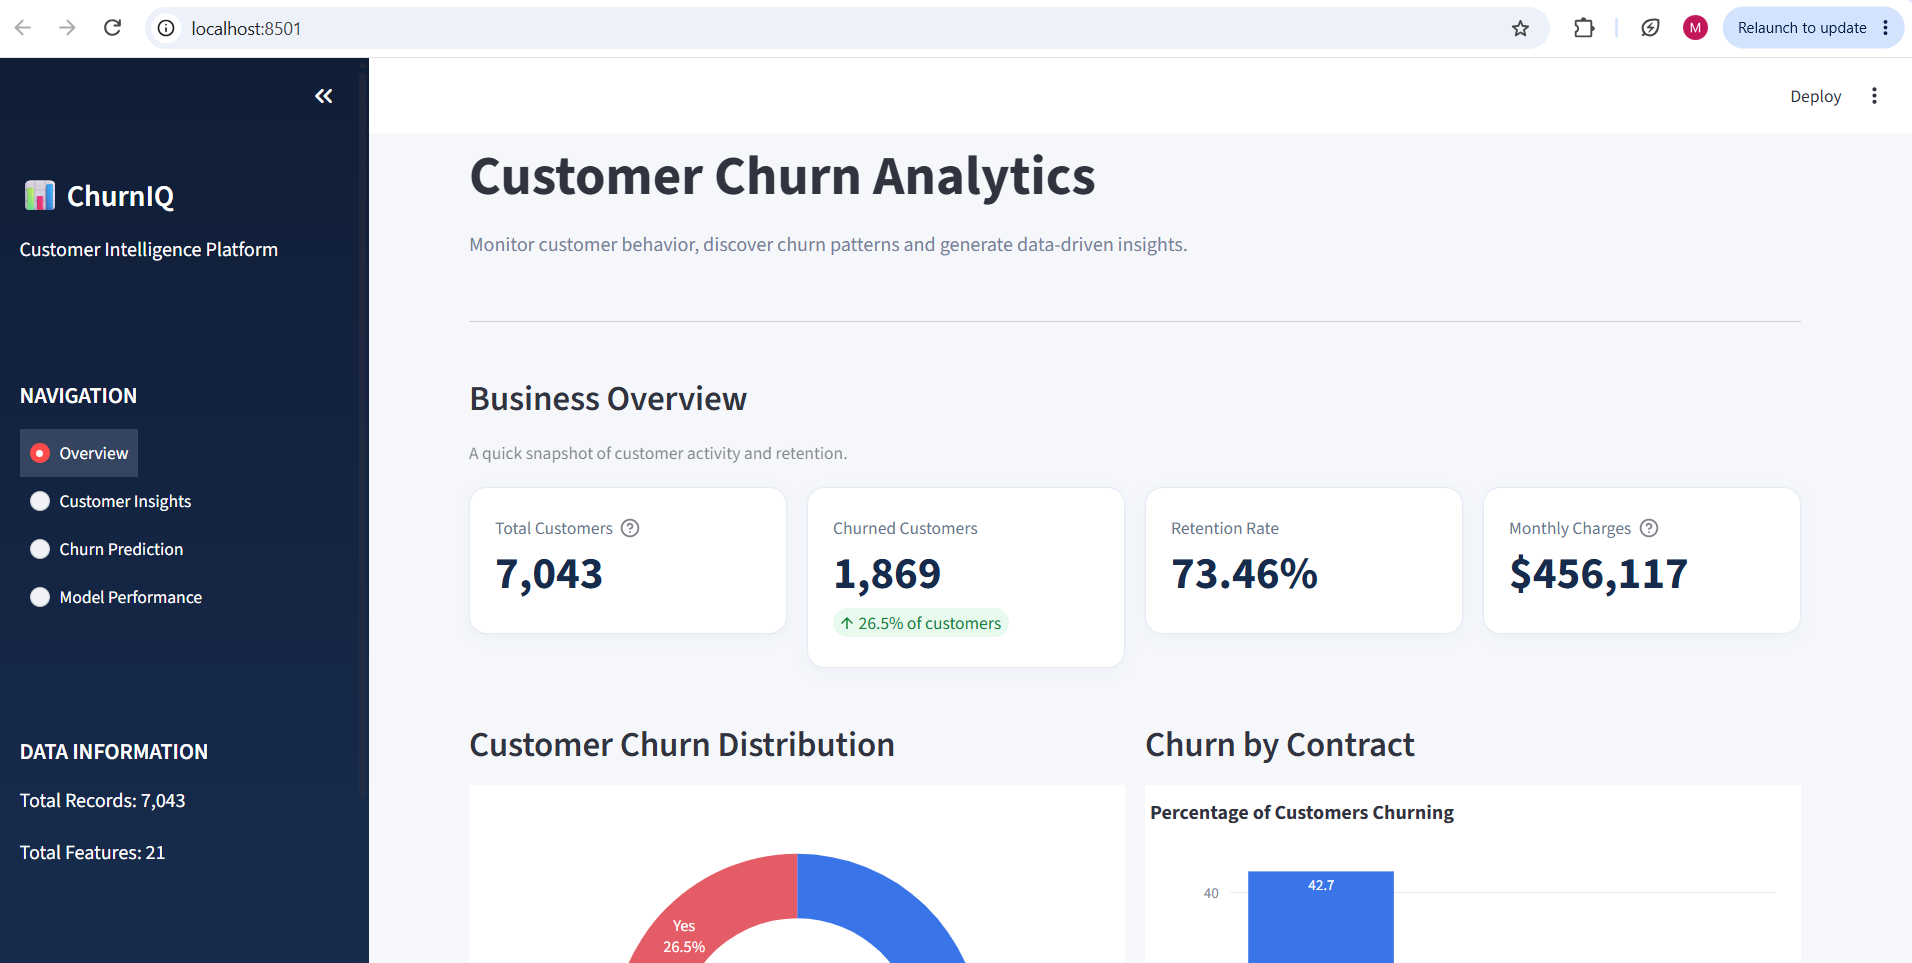 localhost:8501
M
Relaunch to update
Deploy
ChurnIQ
Customer Intelligence Platform
NAVIGATION
Overview
Customer Insights
Churn Prediction
Model Performance
DATA INFORMATION
Total Records: 7,043
Total Features: 21
Customer Churn Analytics
Monitor customer behavior, discover churn patterns and generate data-driven insights.
Business Overview
A quick snapshot of customer activity and retention.
Total Customers
7,043
Churned Customers
1,869
↑ 26.5% of customers
Retention Rate
73.46%
Monthly Charges
$456,117
Customer Churn Distribution
Yes
26.5%
Churn by Contract
Percentage of Customers Churning
40
42.7